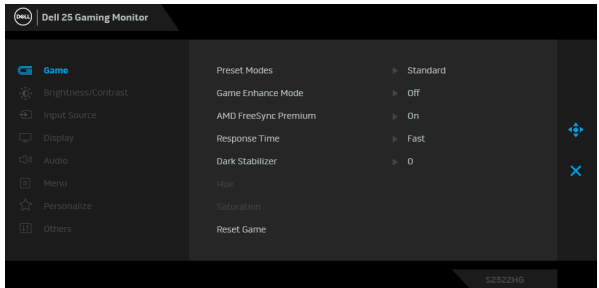 DELL Dell 25 Gaming Monitor
Game
Brightness/Contrast
Input Source
Display
Audio
Menu
Personalize
Others
Preset Modes Standard
Game Enhance Mode Off
AMD FreeSync Premium On
Response Time Fast
Dark Stabilizer 0
Hue
Saturation
Reset Game
S2522HG